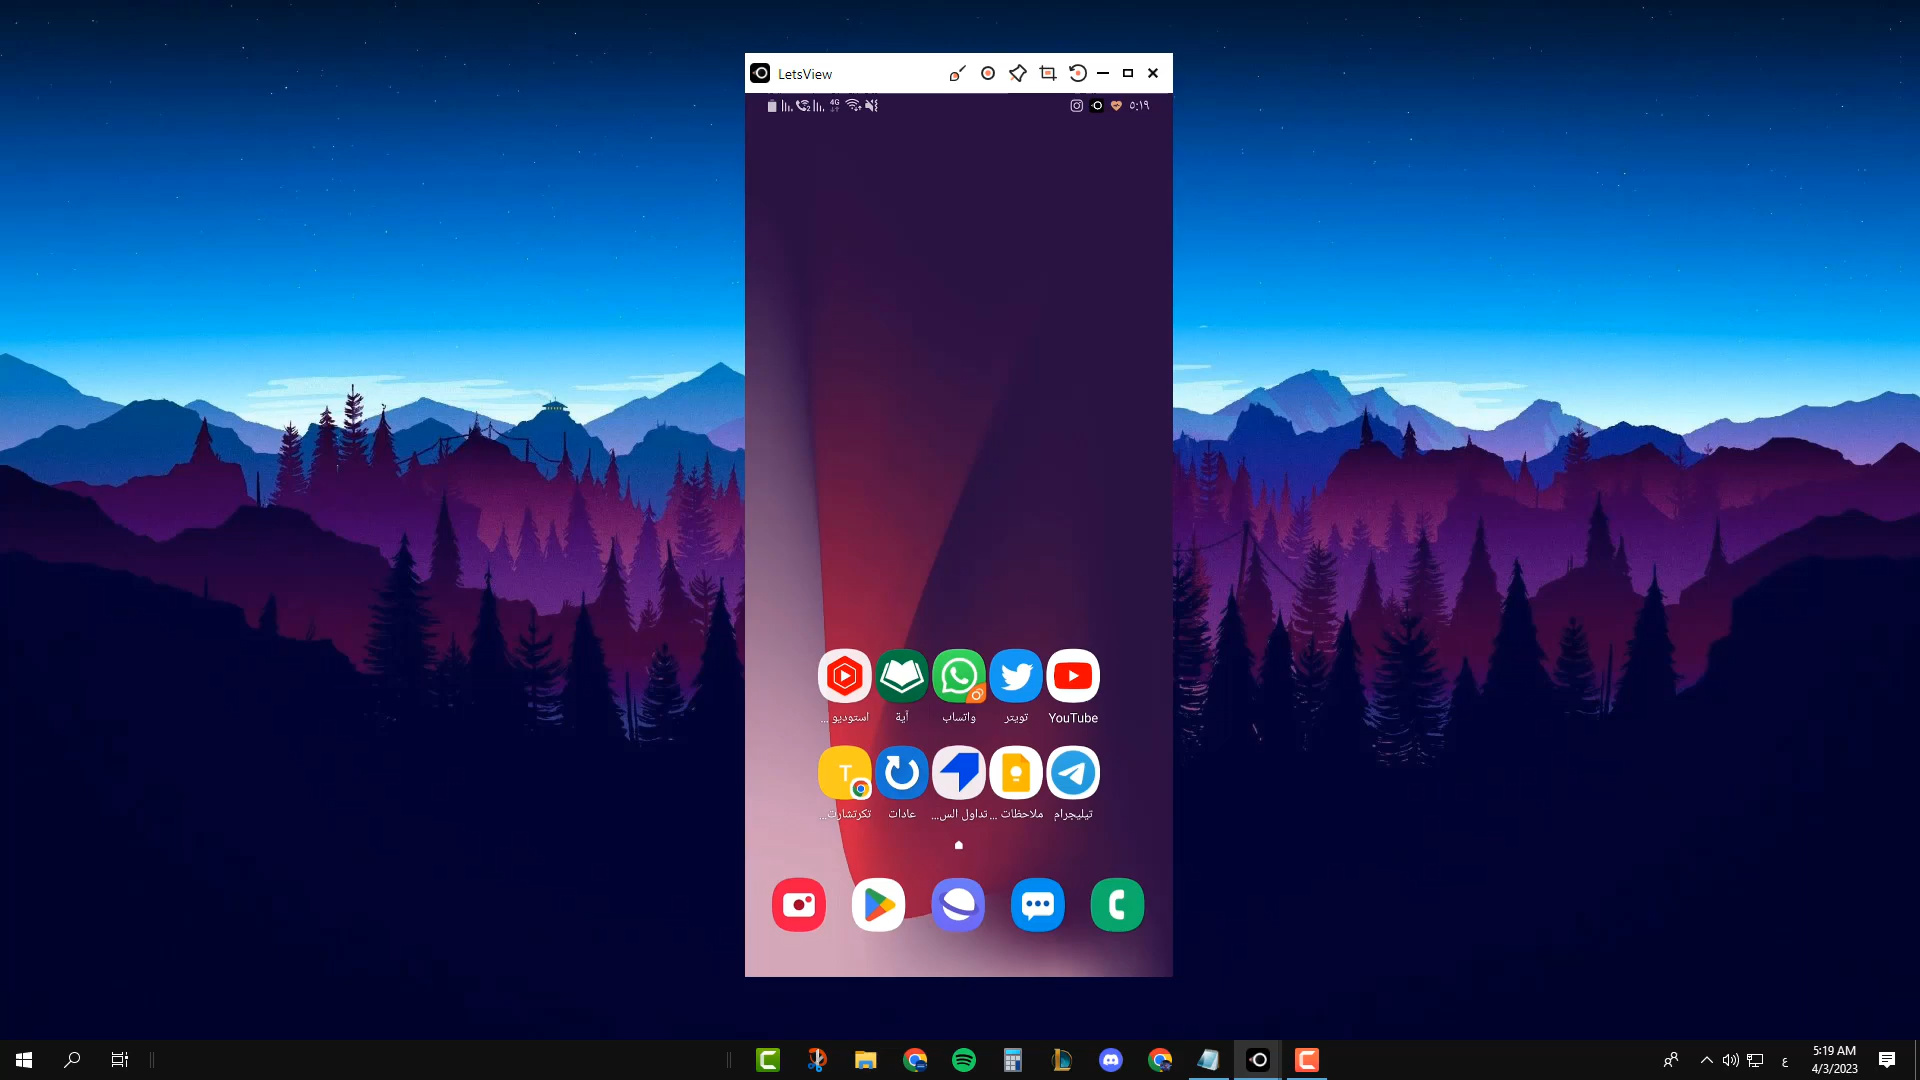 LetsView
4G
٥:١٩
... استوديو
آية
واتساب
تويتر
YouTube
T
...تكرتشارت
عادات
...تداول الس
... ملاحظات
تيليجرام
ع
5:19 AM
4/3/2023